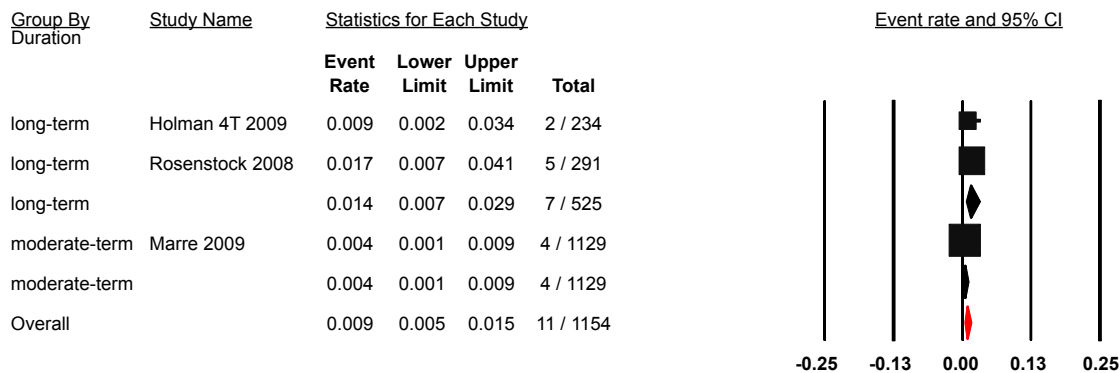 Group By Study Name Statistics for Each Study Event rate and 95% CI
Duration
Event Lower Upper
Rate Limit Limit Total
long-term Holman 4T 2009 0.009 0.002 0.034 2 / 234
long-term Rosenstock 2008 0.017 0.007 0.041 5 / 291
long-term 0.014 0.007 0.029 7 / 525
moderate-term Marre 2009 0.004 0.001 0.009 4 / 1129
moderate-term 0.004 0.001 0.009 4 / 1129
Overall 0.009 0.005 0.015 11 / 1154
-0.25 -0.13 0.00 0.13 0.25